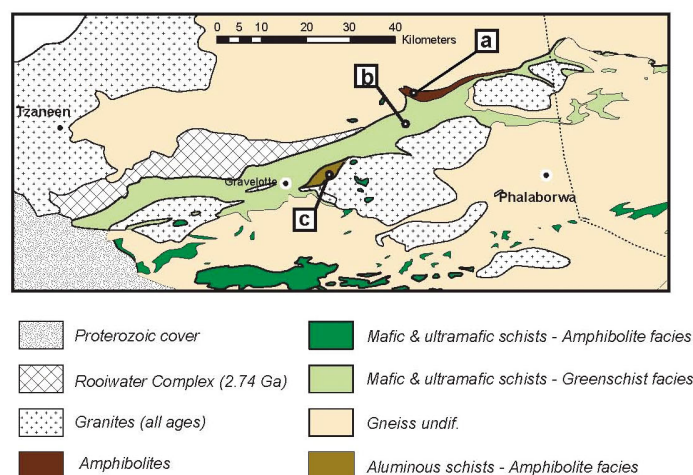 0 5 10 20 30 40
Kilometers
a
b
Tzaneen
Gravelotte
Phalaborwa
c
Proterozoic cover
Mafic & ultramafic schists - Amphibolite facies
Rooiwater Complex (2.74 Ga)
Mafic & ultramafic schists - Greenschist facies
Granites (all ages)
Gneiss undif.
Amphibolites
Aluminous schists - Amphibolite facies